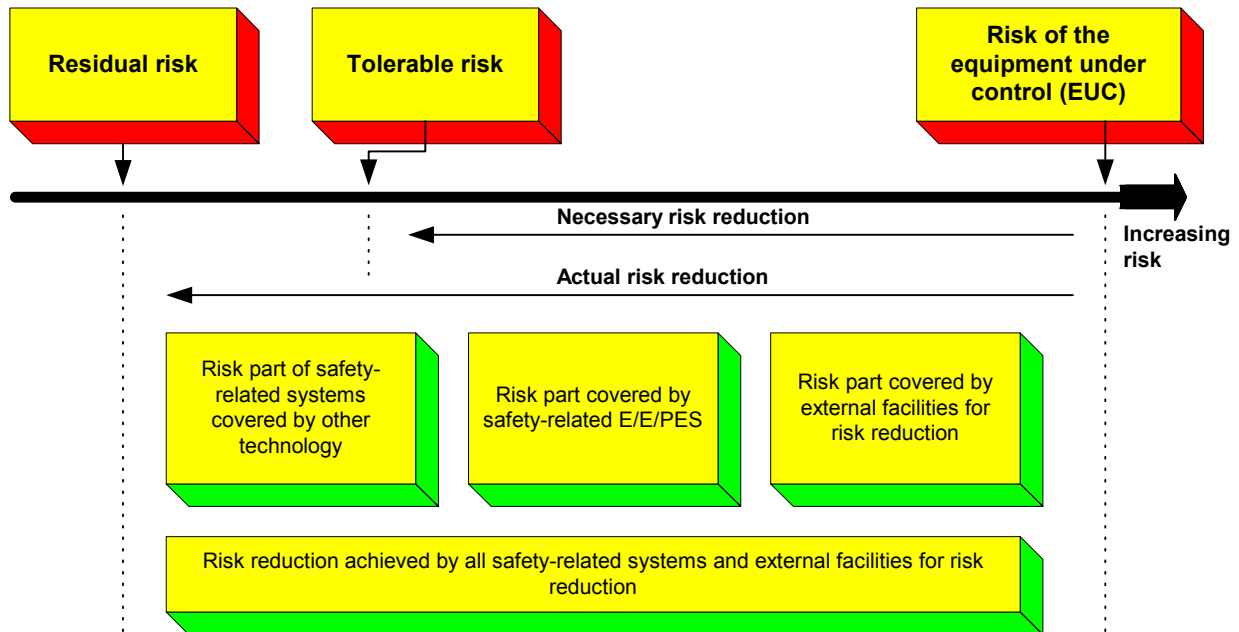 Residual risk
Tolerable risk
Risk of the
equipment under
control (EUC)
Necessary risk reduction
Increasing
risk
Actual risk reduction
Risk part of safety-
related systems
covered by other
technology
Risk part covered by
safety-related E/E/PES
Risk part covered by
external facilities for
risk reduction
Risk reduction achieved by all safety-related systems and external facilities for risk
reduction